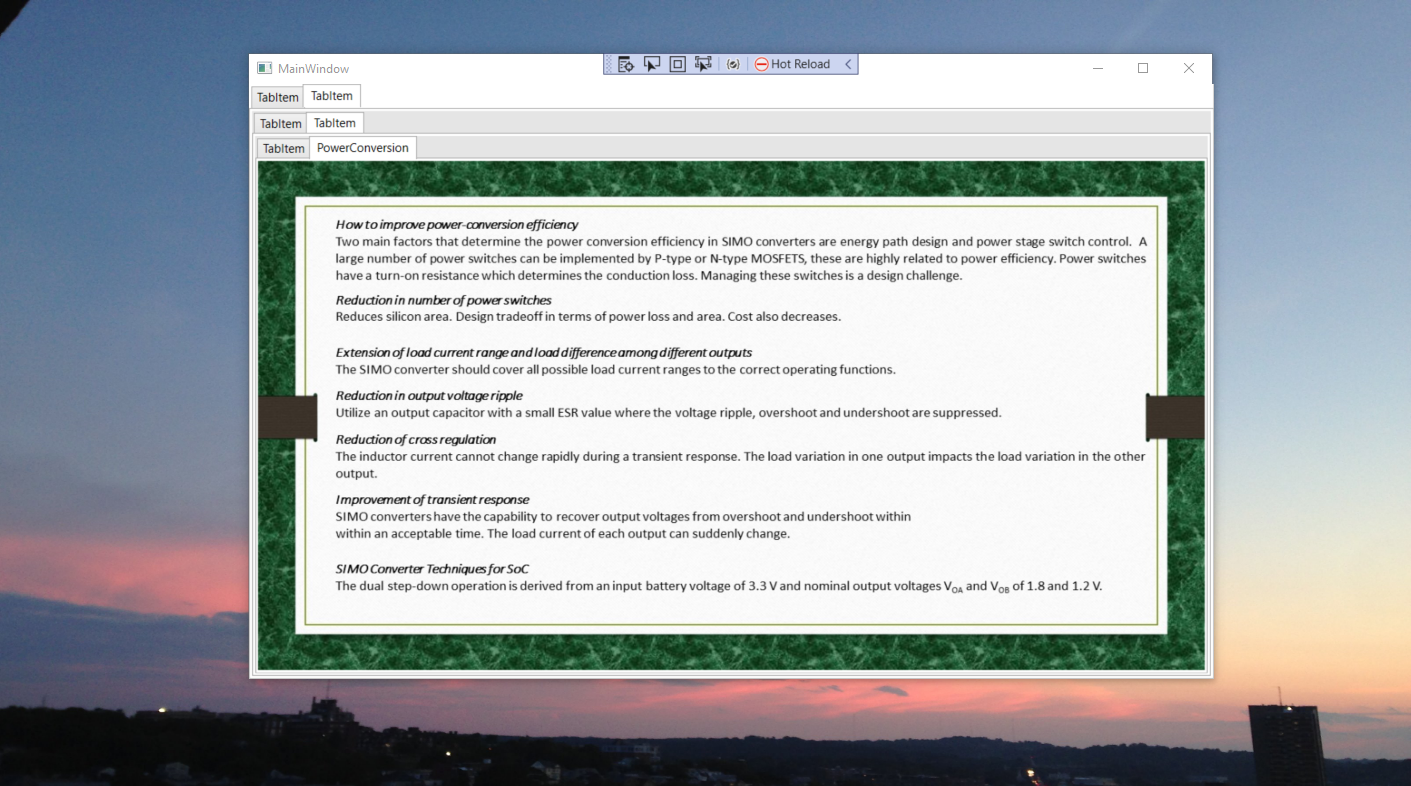 MainWindow
Hot Reload
TabItem TabItem
TabItem TabItem
TabItem PowerConversion
How to improve power-conversion efficiency
Two main factors that determine the power conversion efficiency in SIMO converters are energy path design and power stage switch control. A
large number of power switches can be implemented by P-type or N-type MOSFETS, these are highly related to power efficiency. Power switches
have a turn-on resistance which determines the conduction loss. Managing these switches is a design challenge.
Reduction in number of power switches
Reduces silicon area. Design tradeoff in terms of power loss and area. Cost also decreases.
Extension of load current range and load difference among different outputs
The SIMO converter should cover all possible load current ranges to the correct operating functions.
Reduction in output voltage ripple
Utilize an output capacitor with a small ESR value where the voltage ripple, overshoot and undershoot are suppressed.
Reduction of cross regulation
The inductor current cannot change rapidly during a transient response. The load variation in one output impacts the load variation in the other
output.
Improvement of transient response
SIMO converters have the capability to recover output voltages from overshoot and undershoot within
within an acceptable time. The load current of each output can suddenly change.
SIMO Converter Techniques for SoC
The dual step-down operation is derived from an input battery voltage of 3.3 V and nominal output voltages VOA and VOB of 1.8 and 1.2 V.